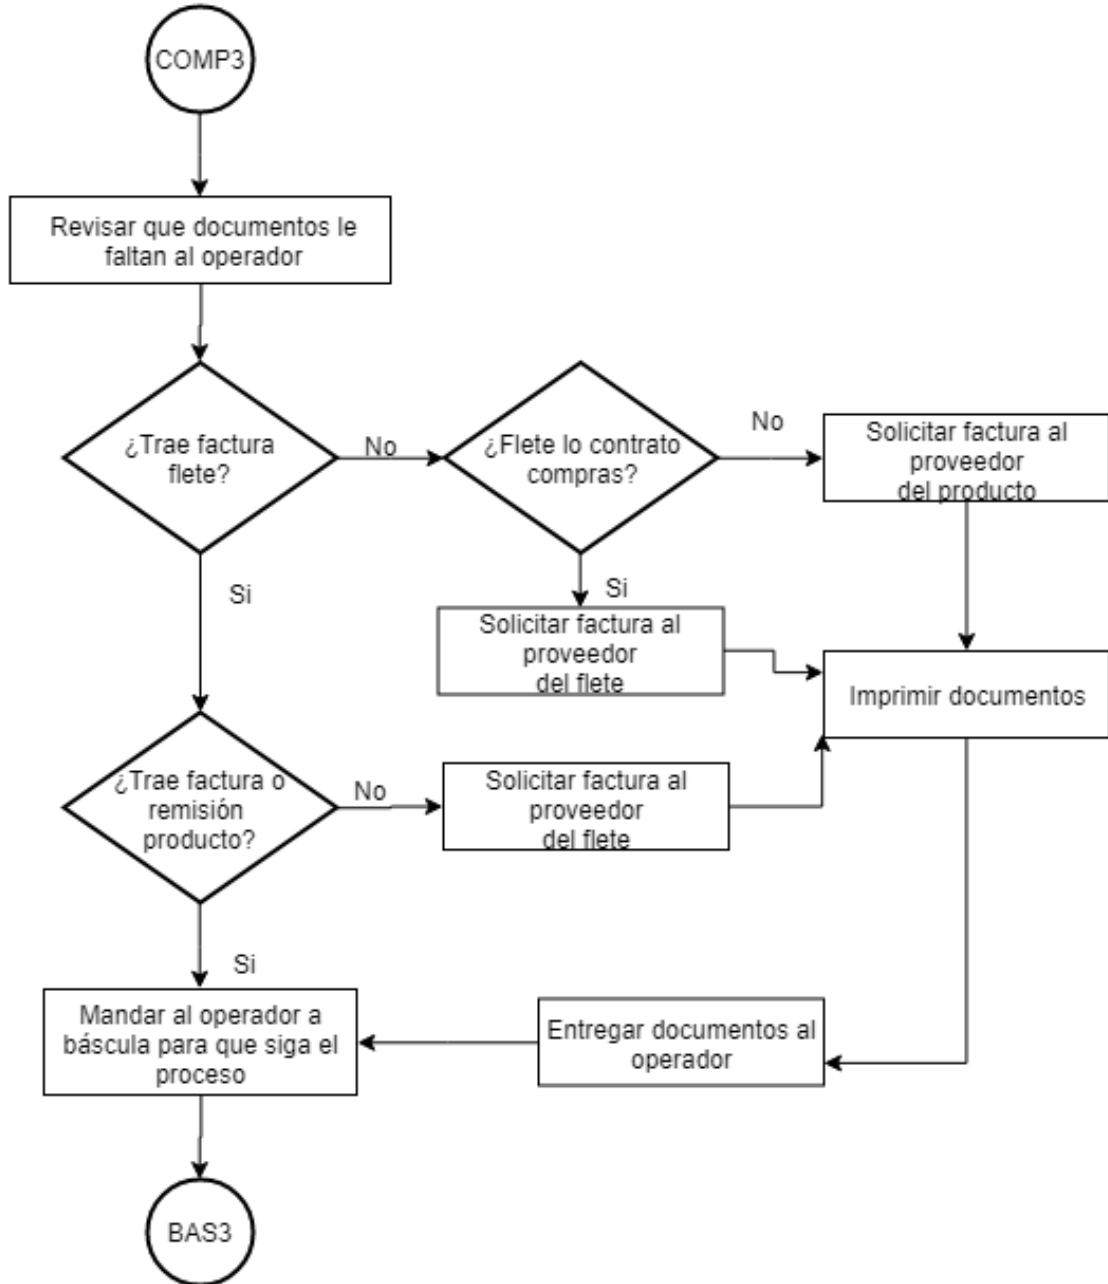 COMP3
Revisar que documentos le
faltan al operador
¿Trae factura
flete?
No
¿Flete lo contrato
compras?
No
Solicitar factura al
proveedor
del producto
Si
Si
Solicitar factura al
proveedor
del flete
Imprimir documentos
¿Trae factura o
remisión
producto?
No
Solicitar factura al
proveedor
del flete
Si
Mandar al operador a
báscula para que siga el
proceso
Entregar documentos al
operador
BAS3